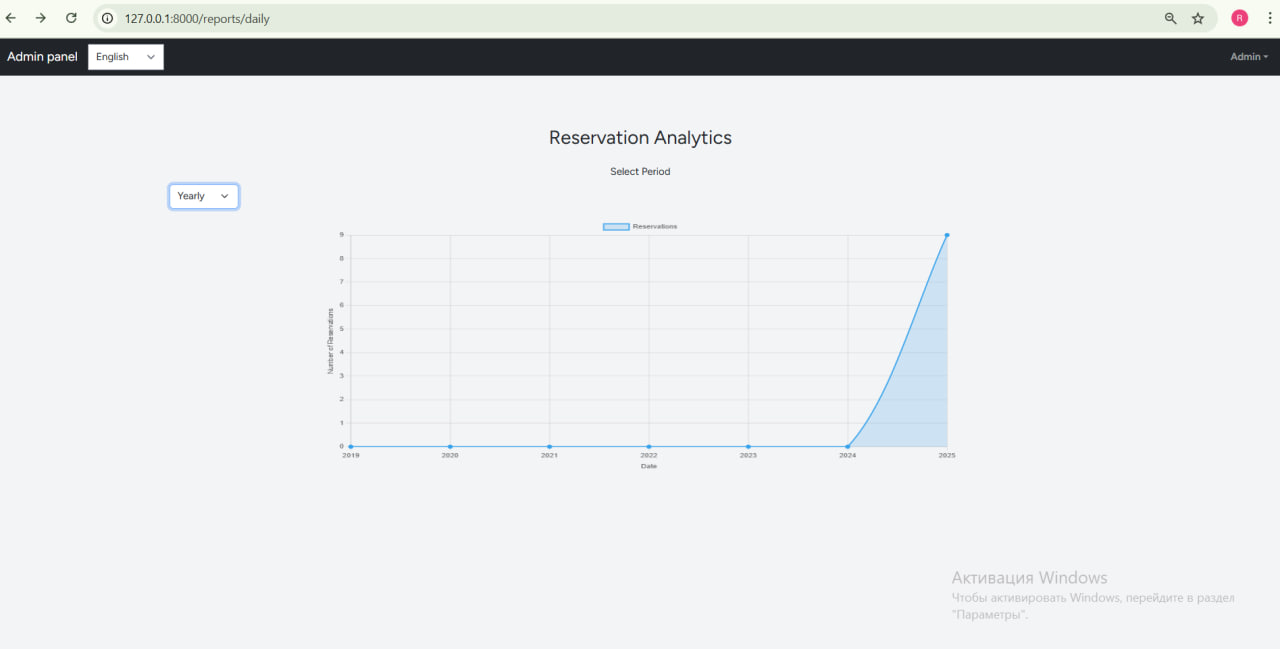 127.0.0.1:8000/reports/daily
R
Admin panel
English
Admin
Reservation Analytics
Select Period
Yearly
Reservations
9
8
7
6
5
4
3
2
1
0
Number of Reservations
2019 2020 2021 2022 2023 2024 2025
Date
Активация Windows
Чтобы активировать Windows, перейдите в раздел
"Параметры".